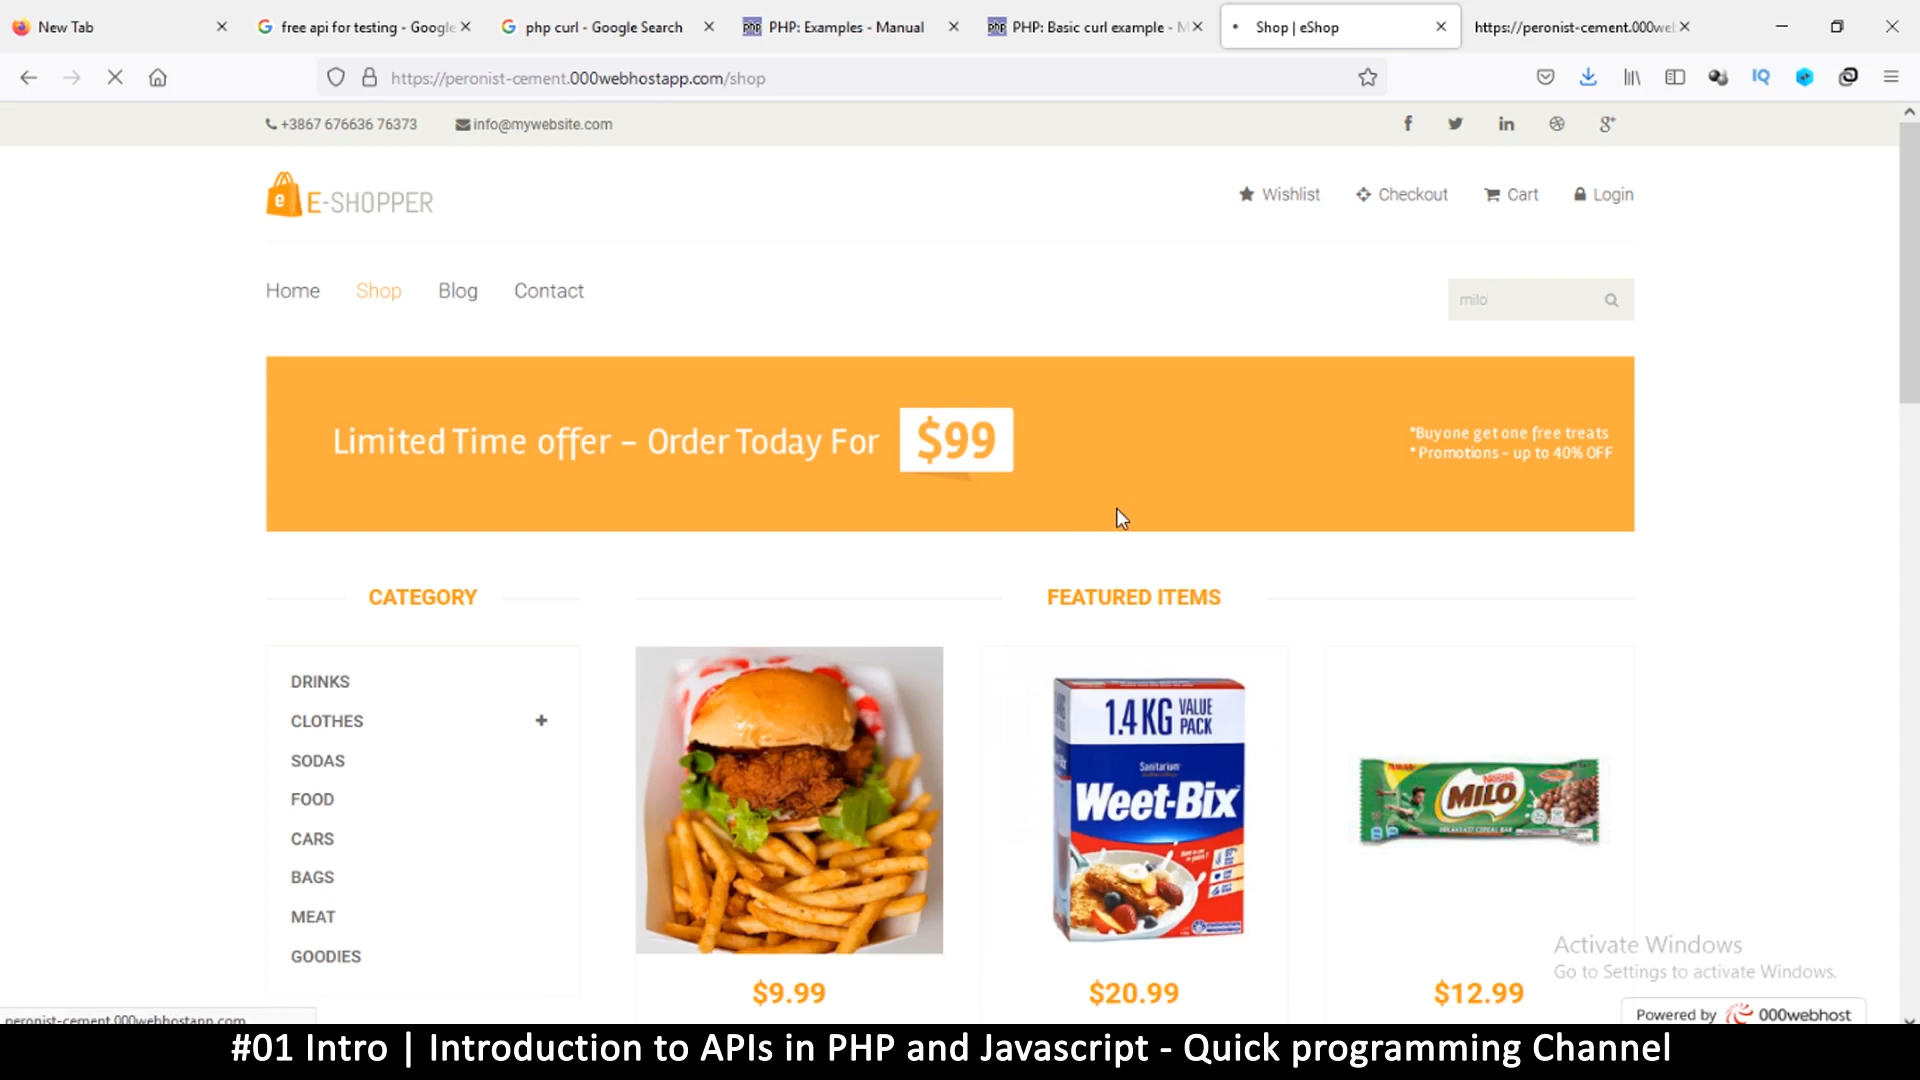 New Tab
free api for testing - Google
php curl - Google Search
PHP: Examples - Manual
PHP: Basic curl example - M
Shop | eShop
https://peronist-cement.000web
https://peronist-cement.000webhostapp.com/shop
+3867 676636 76373
info@mywebsite.com
E-SHOPPER
Wishlist
Checkout
Cart
Login
Home
Shop
Blog
Contact
milo
Limited Time offer – Order Today For
$99
*Buy one get one free treats
* Promotions – up to 40% OFF
CATEGORY
FEATURED ITEMS
DRINKS
CLOTHES
SODAS
FOOD
CARS
BAGS
MEAT
GOODIES
1.4 KG VALUE PACK
Sanitarium
Weet-Bix
Nestle
MILO
$9.99
$20.99
$12.99
Activate Windows
Go to Settings to activate Windows.
Powered by 000webhost
peronist-cement.000webhostapp.com
#01 Intro | Introduction to APIs in PHP and Javascript - Quick programming Channel